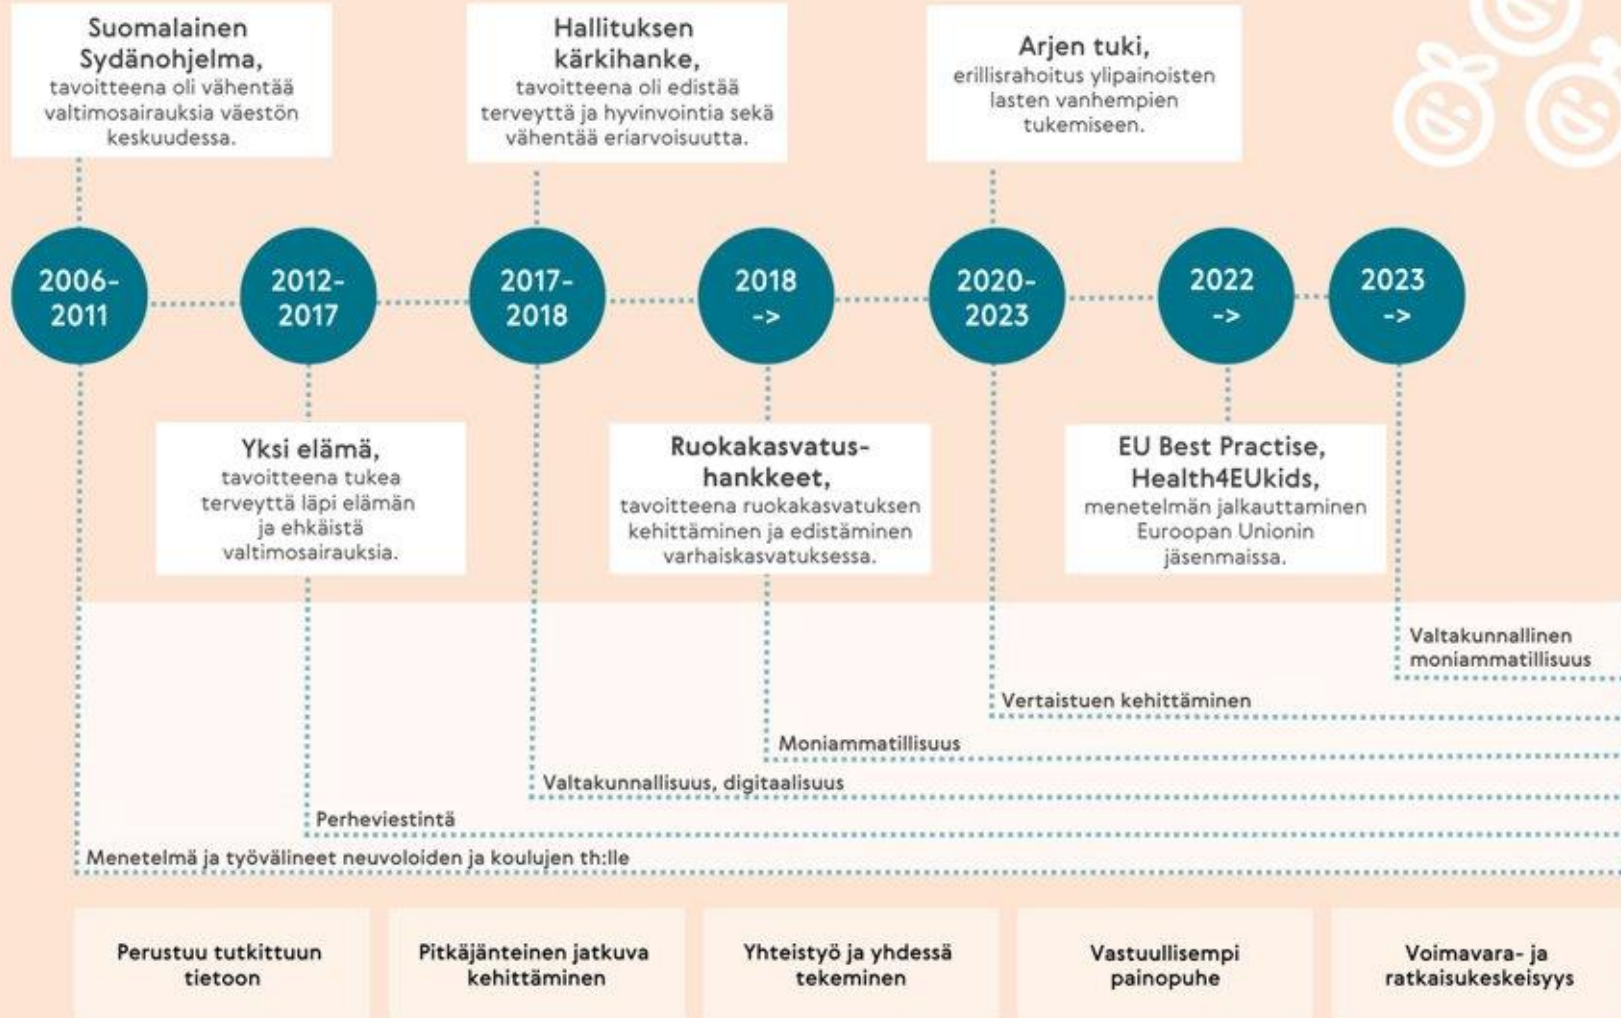 Suomalainen
Sydänohjelma,
tavoitteena oli vähentää
valtimosairauksia väestön
keskuudessa.
Hallituksen
kärkihanke,
tavoitteena oli edistää
terveyttä ja hyvinvointia sekä
vähentää eriarvoisuutta.
Arjen tuki,
erillisrahoitus ylipainoisten
lasten vanhempien
tukemiseen.
2006-
2011
2012-
2017
2017-
2018
2018
->
2020-
2023
2022
->
2023
->
Yksi elämä,
tavoitteena tukea
terveyttä läpi elämän
ja ehkäistä
valtimosairauksia.
Ruokakasvatus-
hankkeet,
tavoitteena ruokakasvatuksen
kehittäminen ja edistäminen
varhaiskasvatuksessa.
EU Best Practise,
Health4EUkids,
menetelmän jalkauttaminen
Euroopan Unionin
jäsenmaissa.
Valtakunnallinen
moniammatillisuus
Vertaistuen kehittäminen
Moniammatillisuus
Valtakunnallisuus, digitaalisuus
Perheviestintä
Menetelmä ja työvälineet neuvoloiden ja koulujen th:lle
Perustuu tutkittuun
tietoon
Pitkäjänteinen jatkuva
kehittäminen
Yhteistyö ja yhdessä
tekeminen
Vastuullisempi
painopuhe
Voimavara- ja
ratkaisukeskeisyys